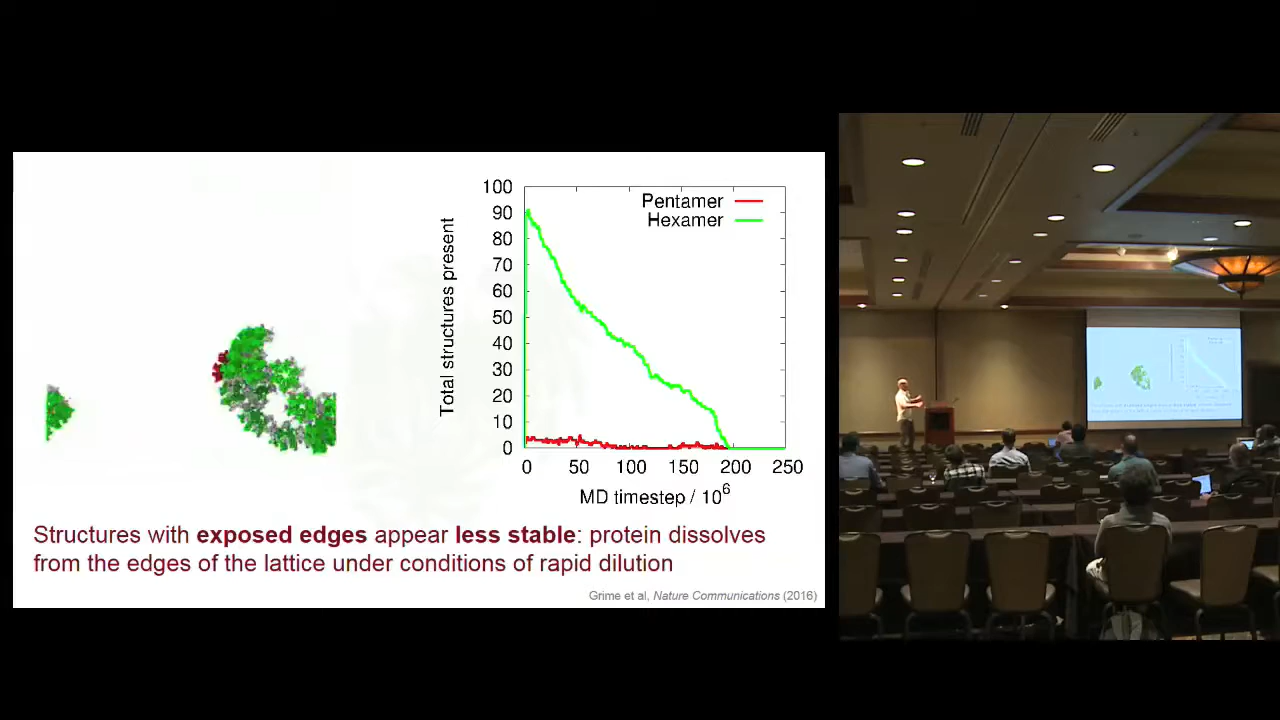 100
90
80
70
60
50
40
30
20
10
0
Total structures present
Pentamer
Hexamer
0 50 100 150 200 250
MD timestep / 10^6
Structures with exposed edges appear less stable: protein dissolves
from the edges of the lattice under conditions of rapid dilution
Grime et al, Nature Communications (2016)